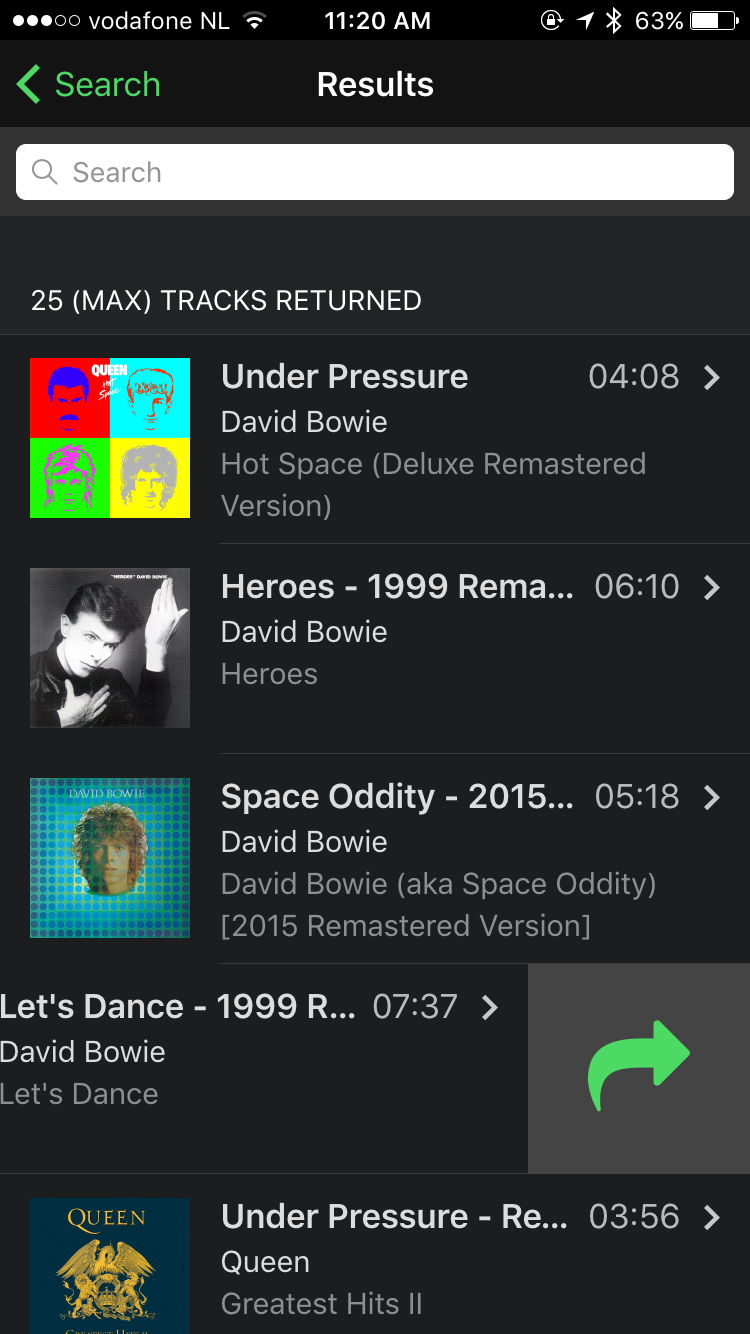 vodafone NL 11:20 AM 63%
Search Results
Search
25 (MAX) TRACKS RETURNED
QUEEN
Hot
Space
Under Pressure 04:08
David Bowie
Hot Space (Deluxe Remastered
Version)
"HEROES" DAVID BOWIE
Heroes - 1999 Rema... 06:10
David Bowie
Heroes
DAVID BOWIE
Space Oddity - 2015... 05:18
David Bowie
David Bowie (aka Space Oddity)
[2015 Remastered Version]
Let's Dance - 1999 R... 07:37
David Bowie
Let's Dance
QUEEN
GREATEST HITS II
Under Pressure - Re... 03:56
Queen
Greatest Hits II